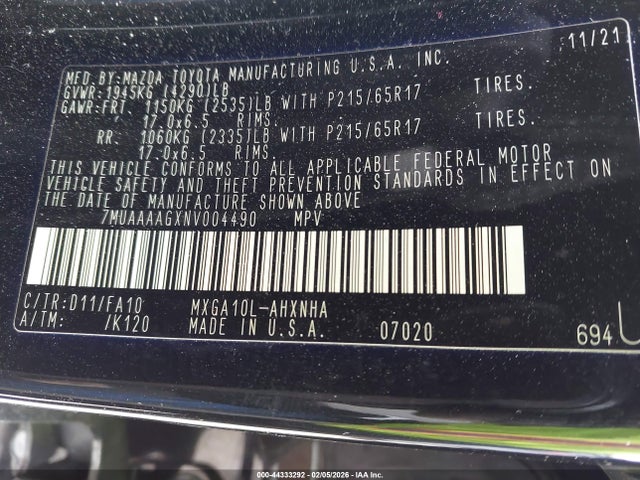 11/21
MFD BY:MAZDA TOYOTA MANUFACTURING U.S.A. INC.
GVWR:1945KG (4290)LB
GAWR:FRT. 1150KG (2535)LB WITH P215/65R17 TIRES.
" 17.0x6.5 RIMS.
RR. 1060KG (2335)LB WITH P215/65R17 TIRES.
" 17.0x6.5 RIMS.
THIS VEHICLE CONFORMS TO ALL APPLICABLE FEDERAL MOTOR
VEHICLE SAFETY AND THEFT PREVENTION STANDARDS IN EFFECT ON
THE DATE OF MANUFACTURE SHOWN ABOVE
7MUAAAAGXNV004490 MPV
C/TR:D11/FA10 MXGA10L-AHXNHA
A/TM: /K120 MADE IN U.S.A. 07020 694
000-44333292 - 02/05/2026 - IAA Inc.